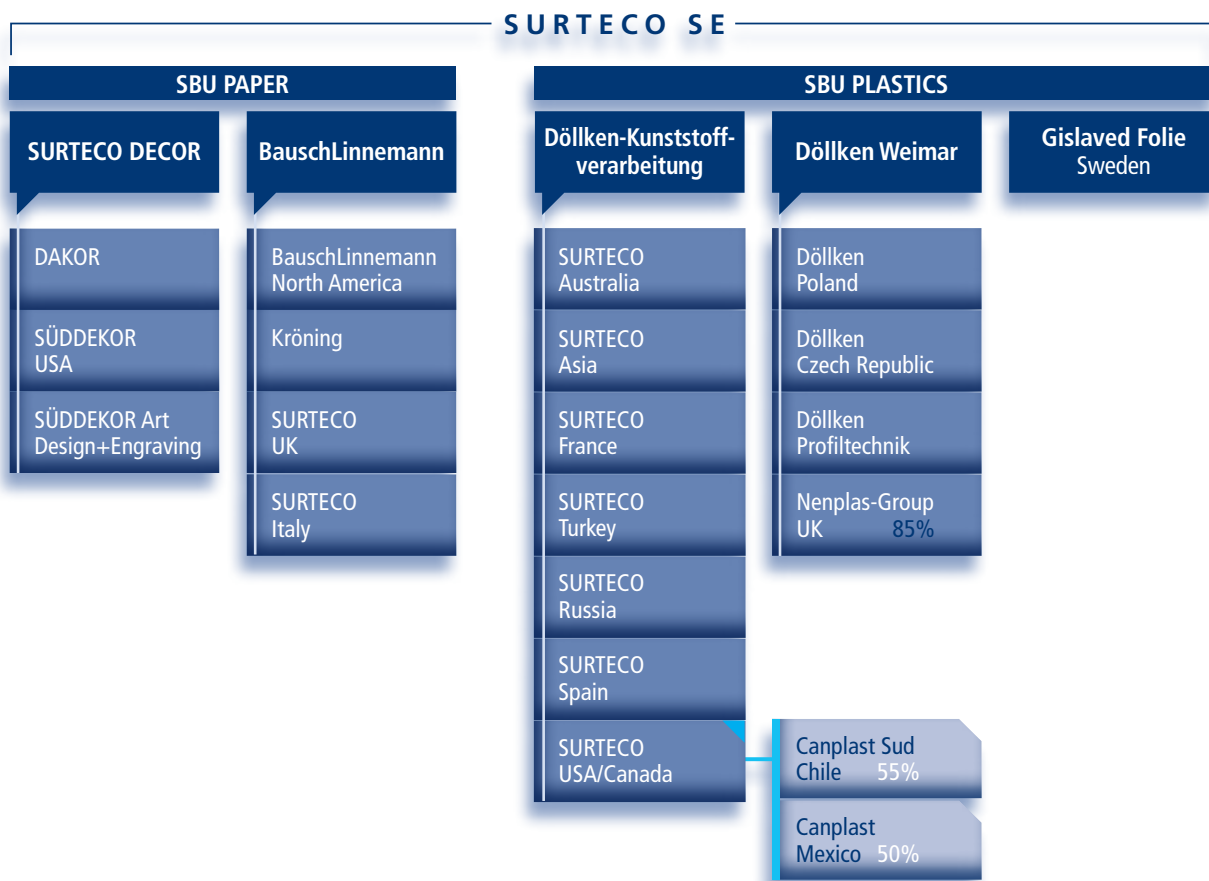 SURTECO SE
SBU PAPER
SURTECO DECOR
DAKOR
SÜDDEKOR
USA
SÜDDEKOR Art
Design+Engraving
BauschLinnemann
BauschLinnemann
North America
Kröning
SURTECO
UK
SURTECO
Italy
SBU PLASTICS
Döllken-Kunststoff-
verarbeitung
SURTECO
Australia
SURTECO
Asia
SURTECO
France
SURTECO
Turkey
SURTECO
Russia
SURTECO
Spain
SURTECO
USA/Canada
Canplast Sud
Chile 55%
Canplast
Mexico 50%
Döllken Weimar
Döllken
Poland
Döllken
Czech Republic
Döllken
Profiltechnik
Nenplas-Group
UK 85%
Gislaved Folie
Sweden